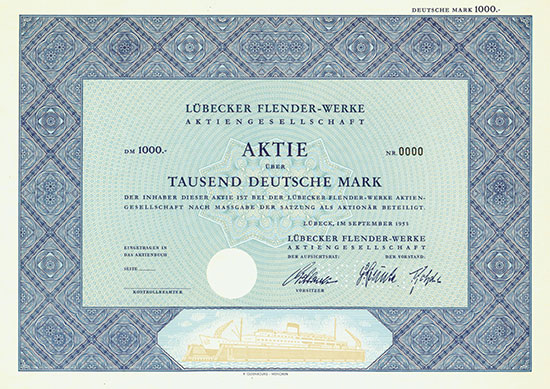 DEUTSCHE MARK 1000.-
LÜBECKER FLENDER-WERKE
AKTIENGESELLSCHAFT
DM 1000.-
AKTIE
NR. 0000
ÜBER
TAUSEND DEUTSCHE MARK
DER INHABER DIESER AKTIE IST BEI DER LÜBECKER FLENDER-WERKE AKTIEN-
GESELLSCHAFT NACH MASSGABE DER SATZUNG ALS AKTIONÄR BETEILIGT.
LÜBECK, IM SEPTEMBER 1953
EINGETRAGEN IN
DAS AKTIENBUCH
SEITE
KONTROLLBEAMTER
LÜBECKER FLENDER-WERKE
AKTIENGESELLSCHAFT
DER AUFSICHTSRAT: DER VORSTAND:
VORSITZER